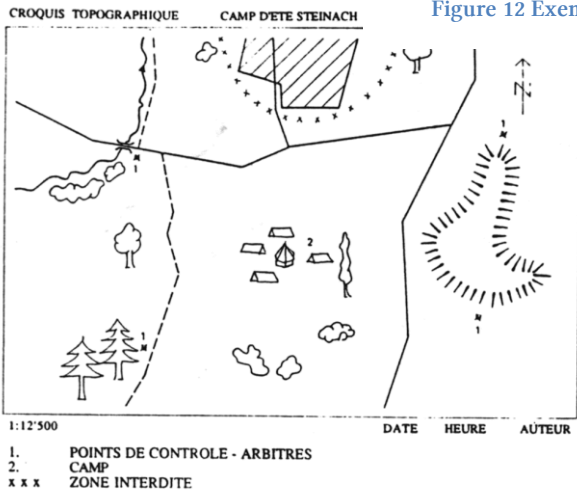 CROQUIS TOPOGRAPHIQUE CAMP D'ETE STEINACH
Figure 12 Exem
N
1
1
2
1
1
1:12'500 DATE HEURE AUTEUR
1. POINTS DE CONTROLE - ARBITRES
2. CAMP
x x x ZONE INTERDITE